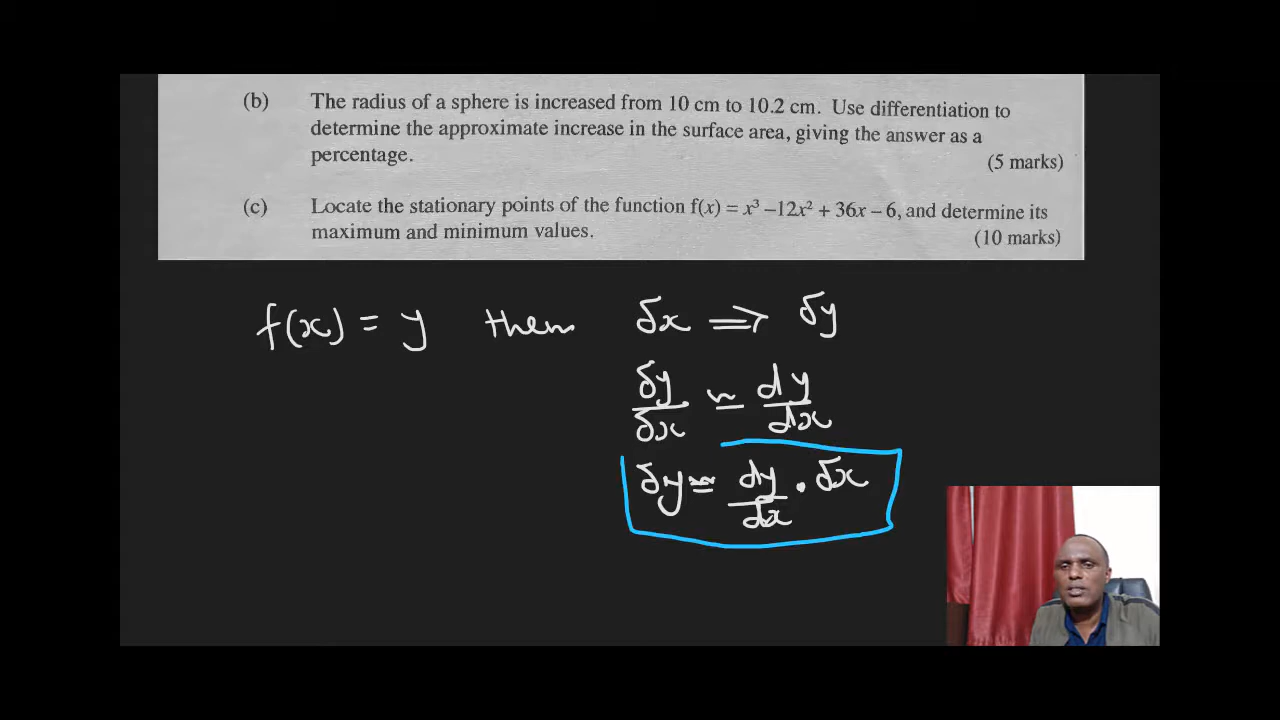 (b) The radius of a sphere is increased from 10 cm to 10.2 cm. Use differentiation to
determine the approximate increase in the surface area, giving the answer as a
percentage. (5 marks)
(c) Locate the stationary points of the function f(x) = x³ –12x² + 36x – 6, and determine its
maximum and minimum values. (10 marks)
f(x) = y then δx ⟹ δy
δy/δx ≃ dy/dx
δy ≃ dy/dx · δx